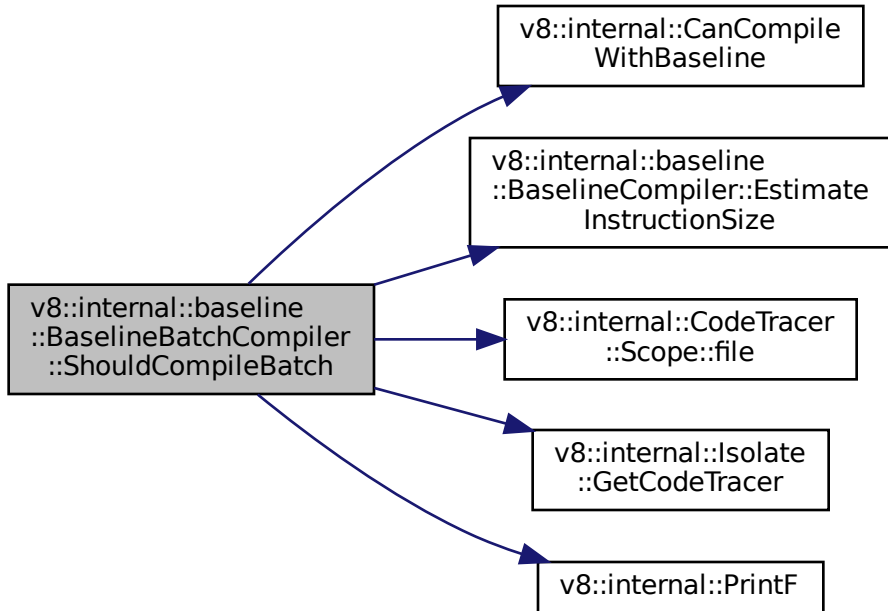 v8::internal::CanCompile
WithBaseline
v8::internal::baseline
::BaselineCompiler::Estimate
InstructionSize
v8::internal::baseline
::BaselineBatchCompiler
::ShouldCompileBatch
v8::internal::CodeTracer
::Scope::file
v8::internal::Isolate
::GetCodeTracer
v8::internal::PrintF